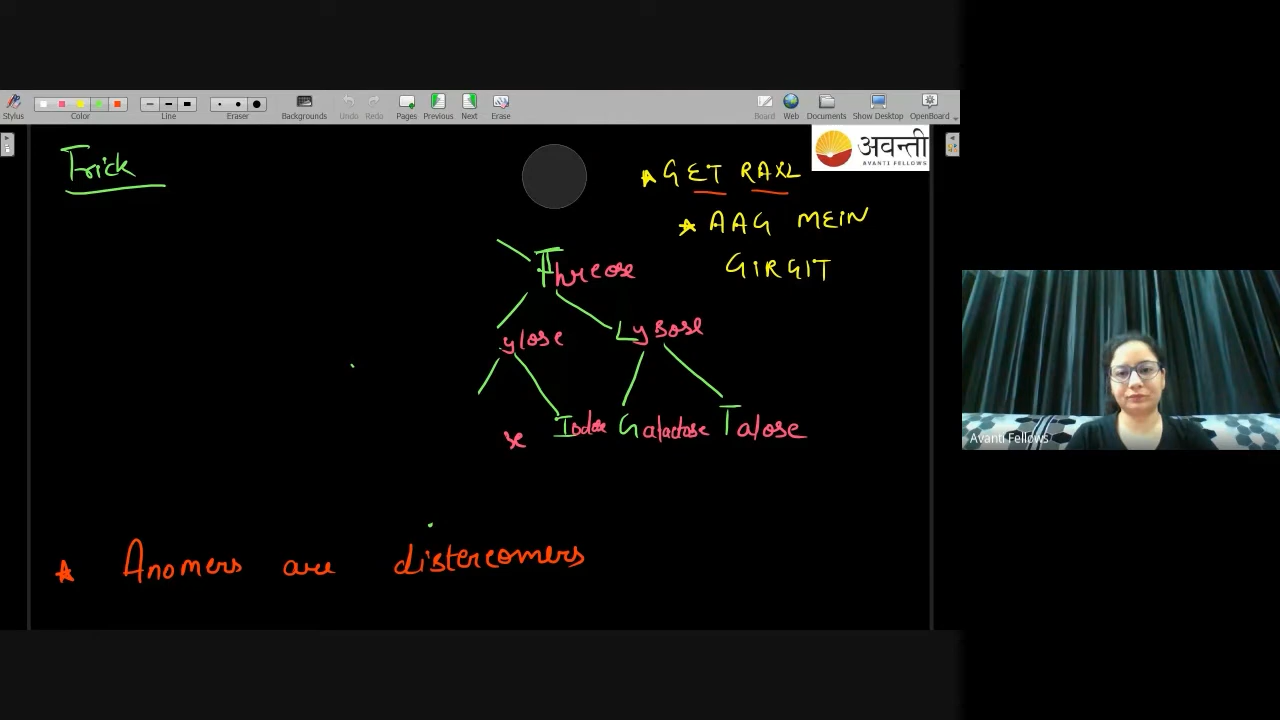 Stylus Color Line Eraser Backgrounds Undo Redo Pages Previous Next Erase Board Web Documents Show Desktop OpenBoard
Trick
अवन्ती
AVANTI FELLOWS
GET RAXL
AAG MEIN
GIRGIT
Threose
ylose Lyxose
se Idose Galactose Talose
Anomers are distereomers
Avanti Fellows